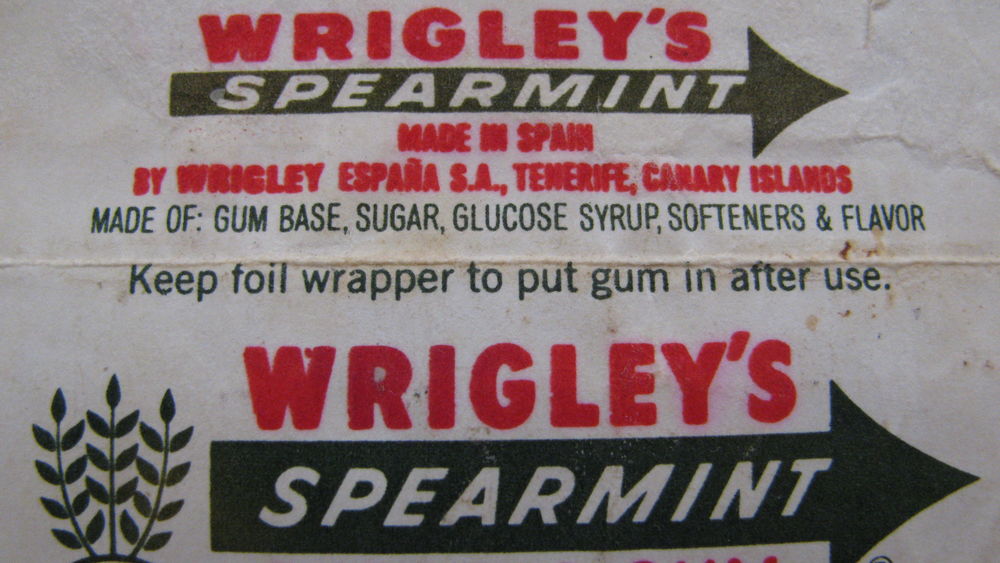 WRIGLEY'S
SPEARMINT
MADE IN SPAIN
BY WRIGLEY ESPAÑA S.A., TENERIFE, CANARY ISLANDS
MADE OF: GUM BASE, SUGAR, GLUCOSE SYRUP, SOFTENERS & FLAVOR
Keep foil wrapper to put gum in after use.
WRIGLEY'S
SPEARMINT